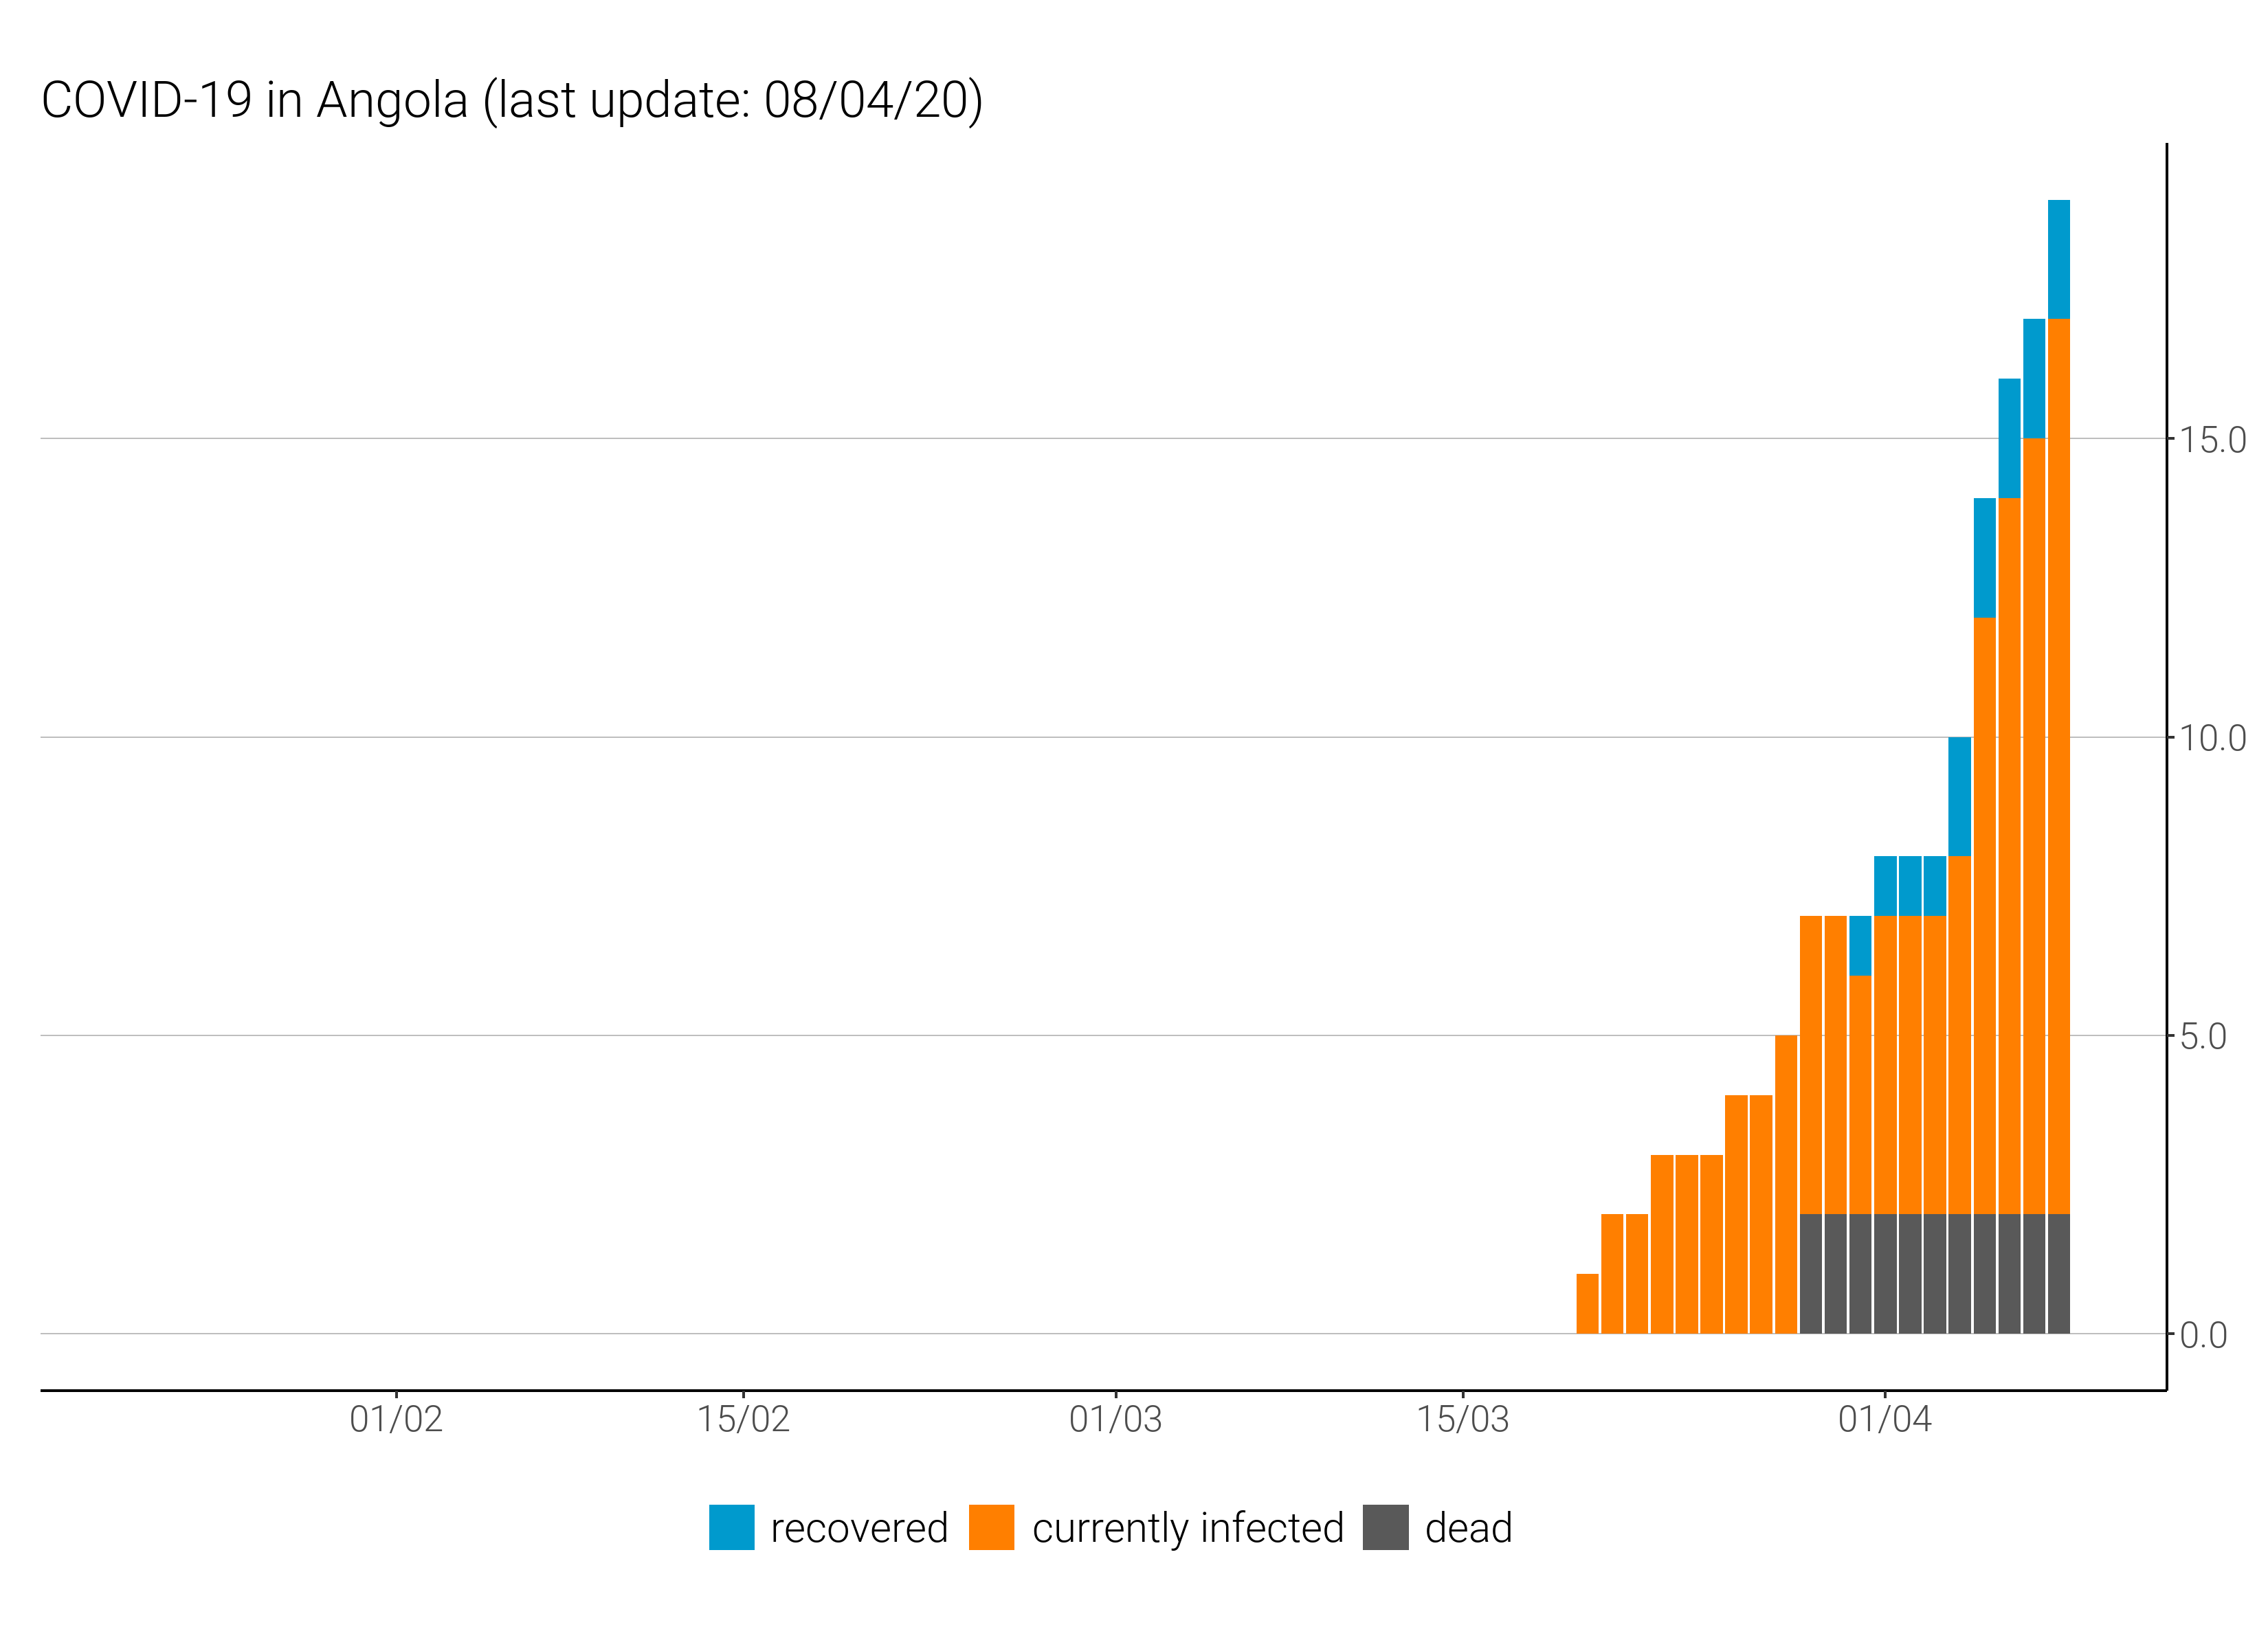 COVID-19 in Angola (last update: 08/04/20)
15.0
10.0
5.0
0.0
01/02 15/02 01/03 15/03 01/04
recovered currently infected dead